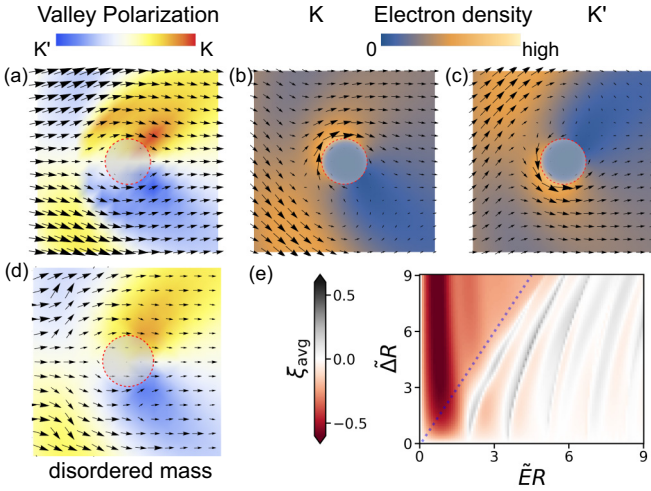 Valley Polarization K Electron density K'
K' K 0 high
(a) (b) (c)
(d) (e)
0.5
0.0
−0.5
ξavg
9
6
3
0
Δ̃R
0 3 6 9
ẼR
disordered mass